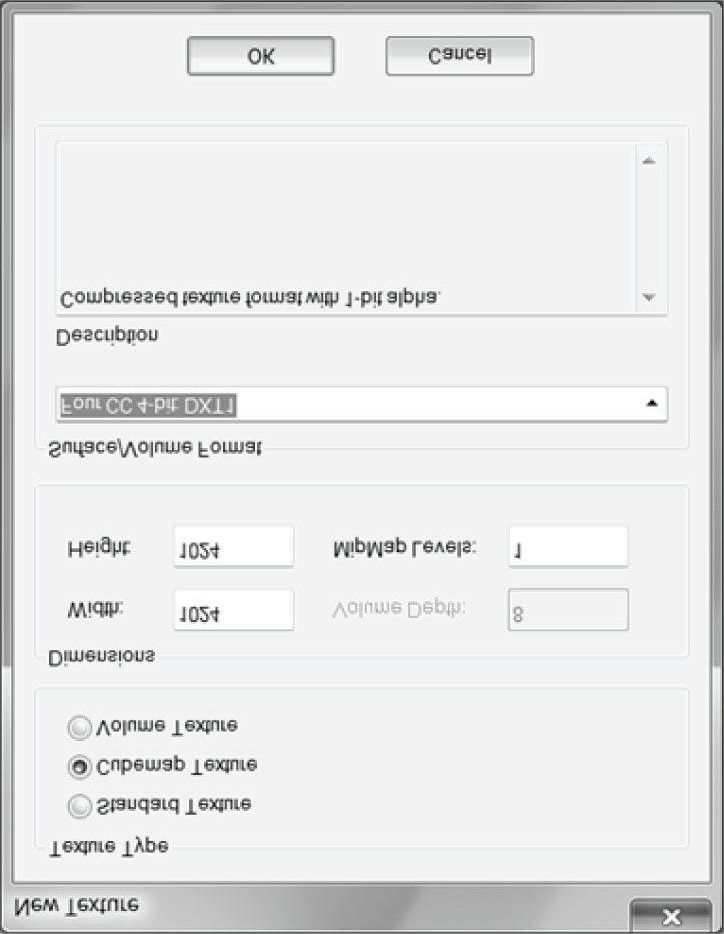 New Texture
Texture Type
Standard Texture
Cubemap Texture
Volume Texture
Dimensions
Width: 1024 Volume Depth: 8
Height: 1024 MipMap Levels: 1
Surface/Volume Format
Four CC 4-bit DXT1
Description
Compressed texture format with 1-bit alpha.
OK Cancel